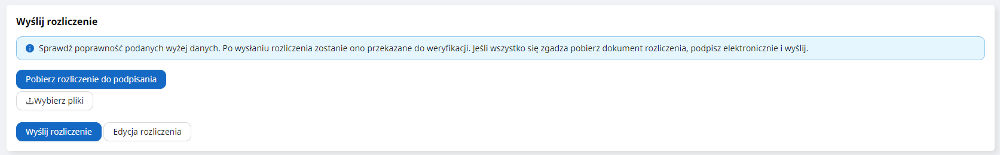 Wyślij rozliczenie
Sprawdź poprawność podanych wyżej danych. Po wysłaniu rozliczenia zostanie ono przekazane do weryfikacji. Jeśli wszystko się zgadza pobierz dokument rozliczenia, podpisz elektronicznie i wyślij.
Pobierz rozliczenie do podpisania
Wybierz pliki
Wyślij rozliczenie Edycja rozliczenia